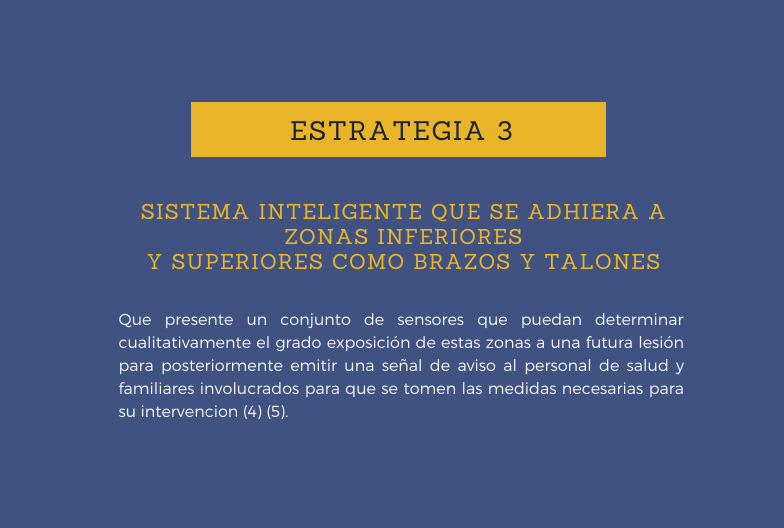 ESTRATEGIA 3
SISTEMA INTELIGENTE QUE SE ADHIERA A
ZONAS INFERIORES
Y SUPERIORES COMO BRAZOS Y TALONES
Que presente un conjunto de sensores que puedan determinar
cualitativamente el grado exposición de estas zonas a una futura lesión
para posteriormente emitir una señal de aviso al personal de salud y
familiares involucrados para que se tomen las medidas necesarias para
su intervencion (4) (5).